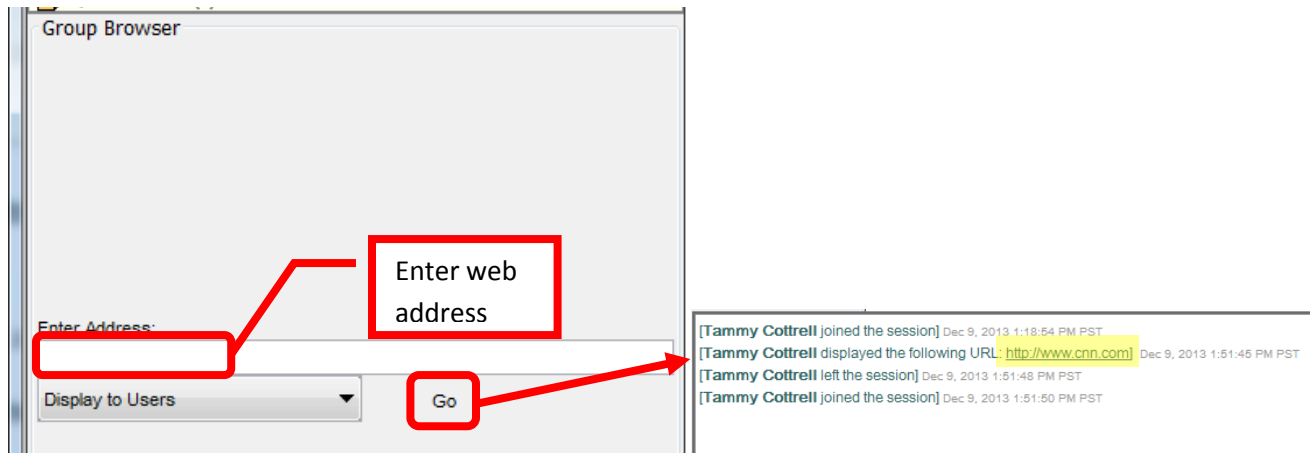 Group Browser
Enter web
address
Enter Address:
Display to Users
Go
[Tammy Cottrell joined the session] Dec 9, 2013 1:18:54 PM PST
[Tammy Cottrell displayed the following URL: http://www.cnn.com] Dec 9, 2013 1:51:45 PM PST
[Tammy Cottrell left the session] Dec 9, 2013 1:51:48 PM PST
[Tammy Cottrell joined the session] Dec 9, 2013 1:51:50 PM PST